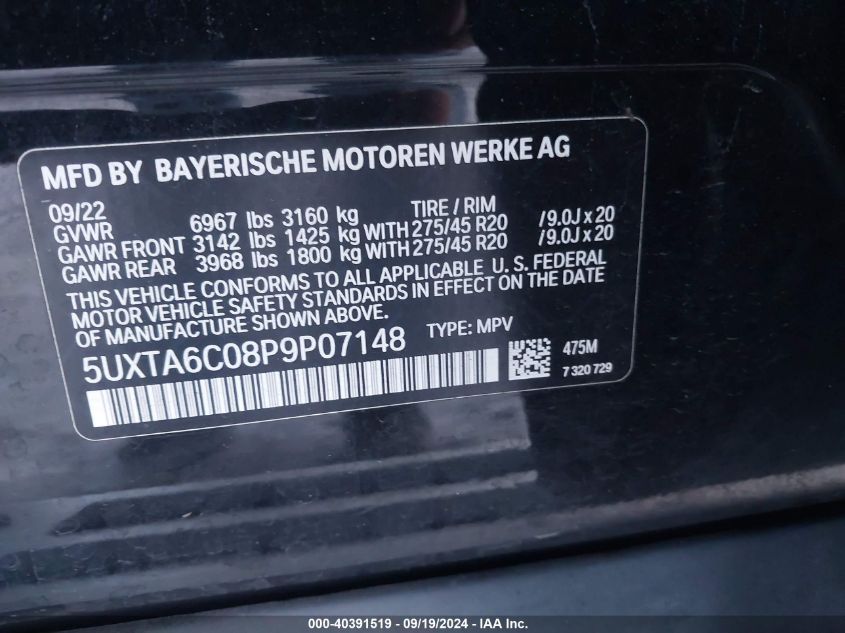 MFD BY BAYERISCHE MOTOREN WERKE AG
09/22 TIRE / RIM
GVWR 6967 lbs 3160 kg
GAWR FRONT 3142 lbs 1425 kg WITH 275/45 R20 /9.0J x 20
GAWR REAR 3968 lbs 1800 kg WITH 275/45 R20 /9.0J x 20
THIS VEHICLE CONFORMS TO ALL APPLICABLE U. S. FEDERAL
MOTOR VEHICLE SAFETY STANDARDS IN EFFECT ON THE DATE
OF MANUFACTURE SHOWN ABOVE.
5UXTA6C08P9P07148 TYPE: MPV
475M
7 320 729
000-40391519 - 09/19/2024 - IAA Inc.